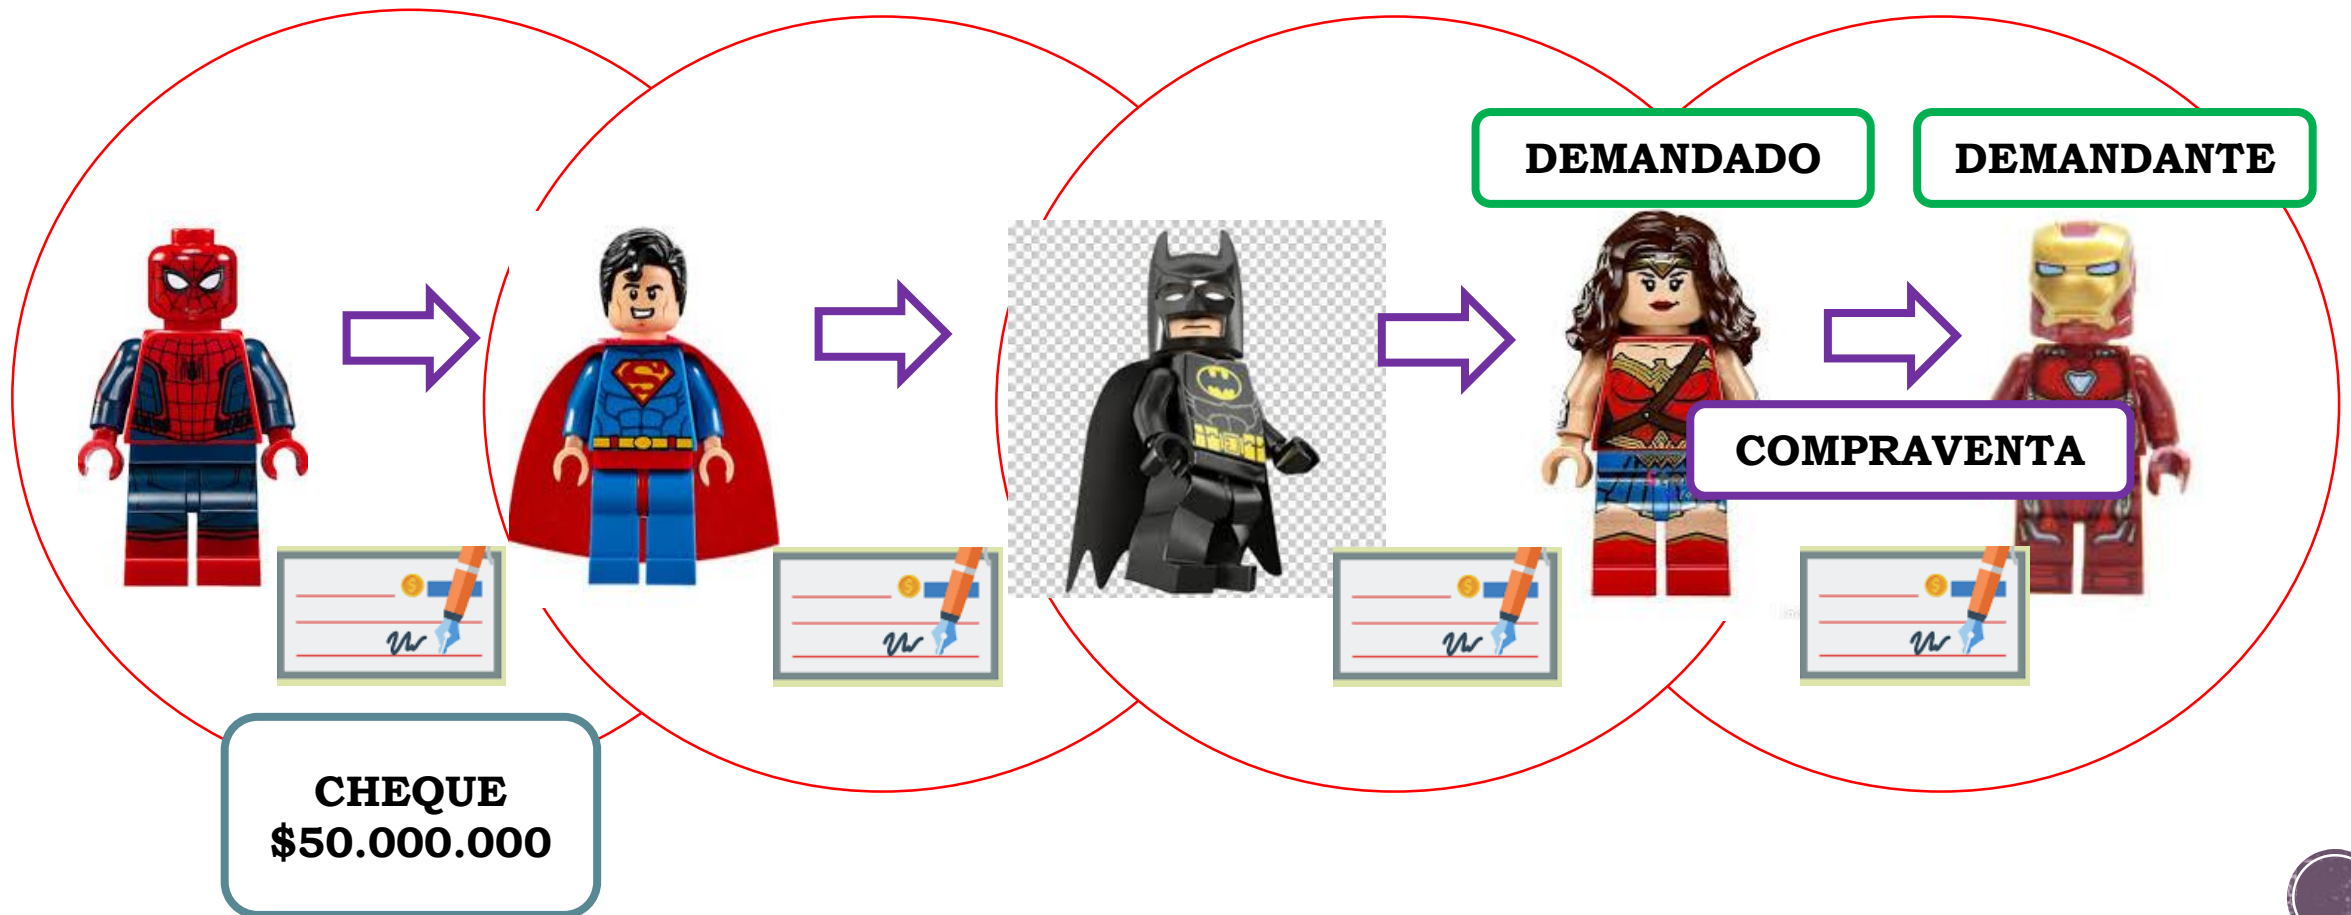 DEMANDADO
DEMANDANTE
COMPRAVENTA
CHEQUE
$50.000.000